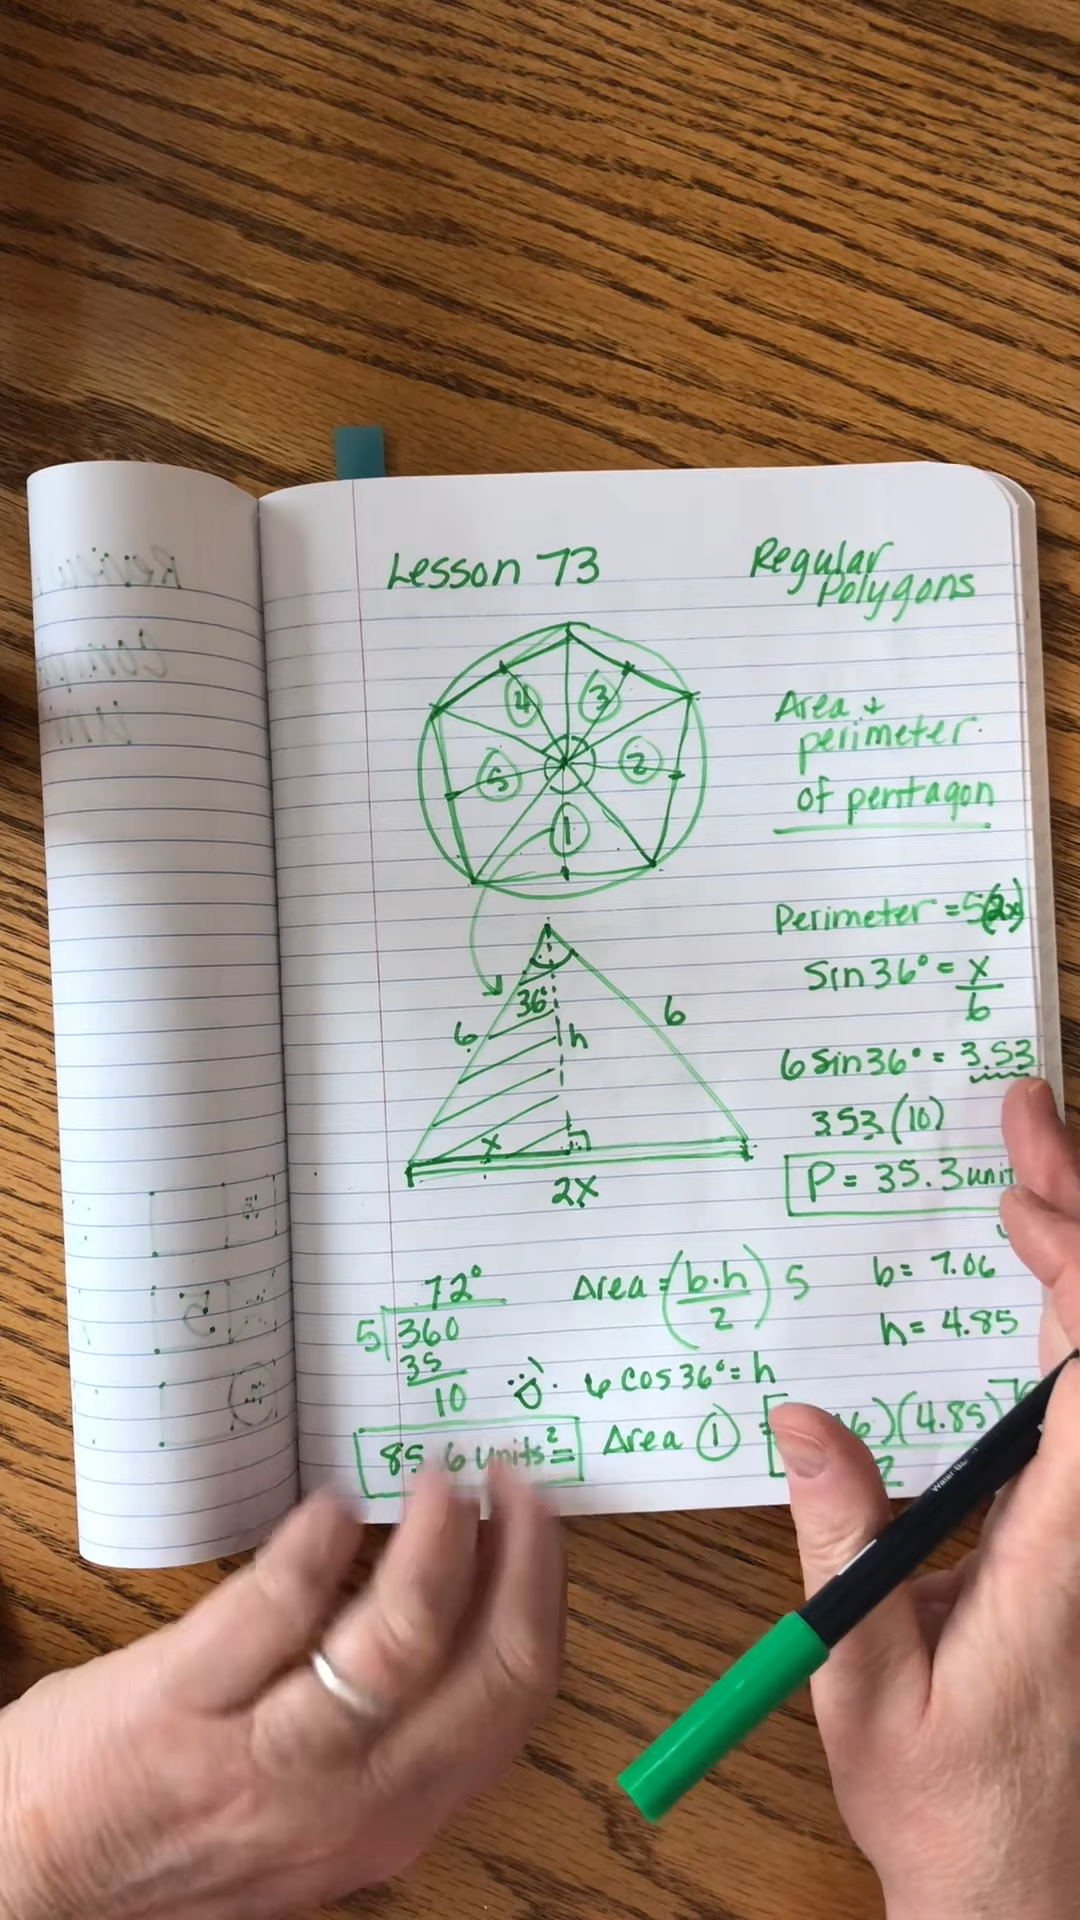 Lesson 73
Regular
Polygons
4
3
5
2
1
Area +
perimeter
of pentagon
Perimeter = 5(2x)
Sin 36° = x/6
6 Sin 36° = 3.53
3.53 (10)
P = 35.3 unit
36°
6
h
6
x
2x
72°
5 360
35
10
Area = (b·h/2) 5
b = 7.06
h = 4.85
6 cos 36° = h
Area 1
6)(4.85)
2
85.6 units²